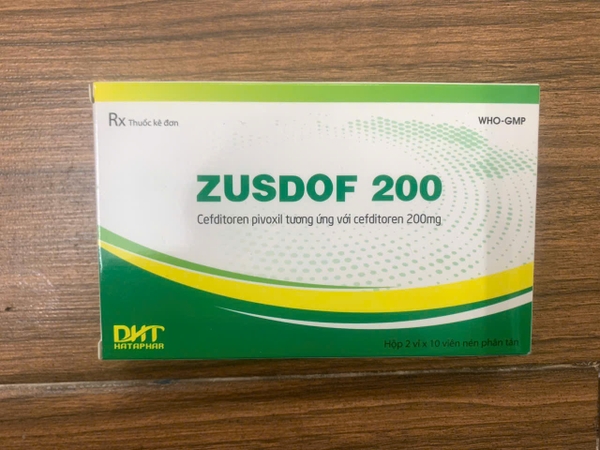 Rx Thuốc kê đơn
WHO-GMP
ZUSDOF 200
Cefditoren pivoxil tương ứng với cefditoren 200mg
DHT
HATAPHAR
Hộp 2 vỉ x 10 viên nén phân tán